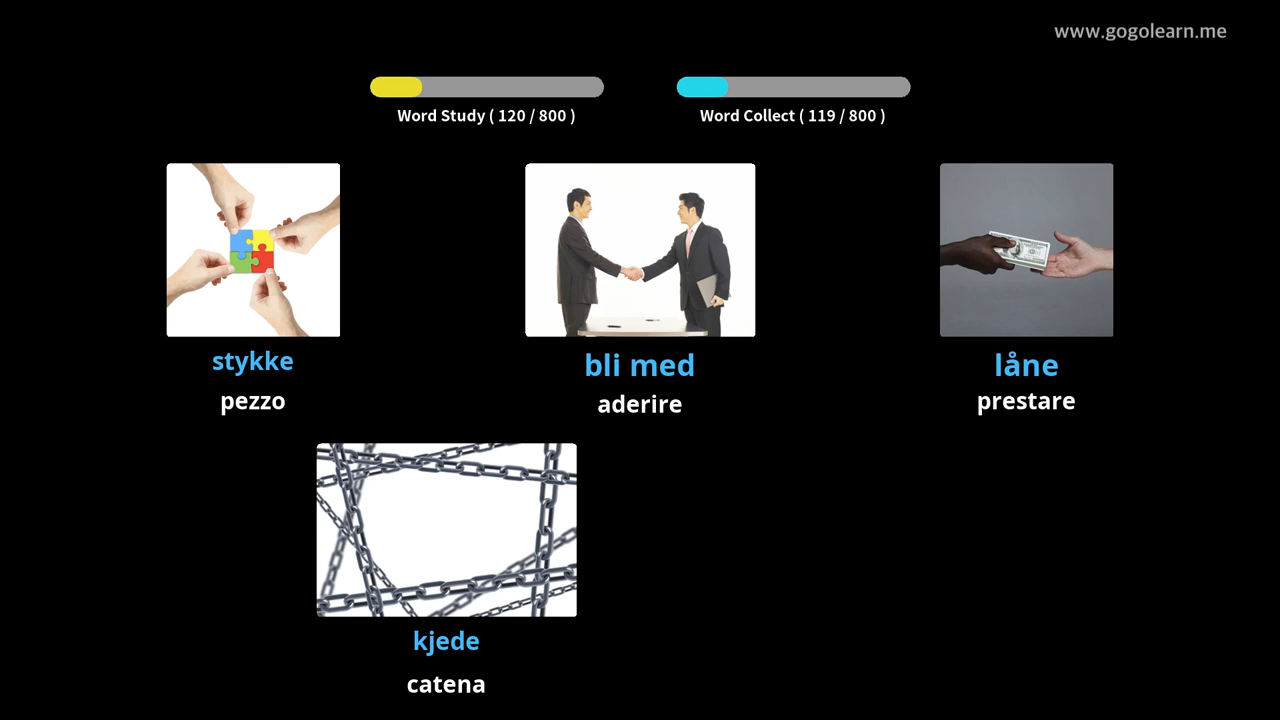 www.gogolearn.me
Word Study ( 120 / 800 )
Word Collect ( 119 / 800 )
stykke
pezzo
bli med
aderire
låne
prestare
kjede
catena